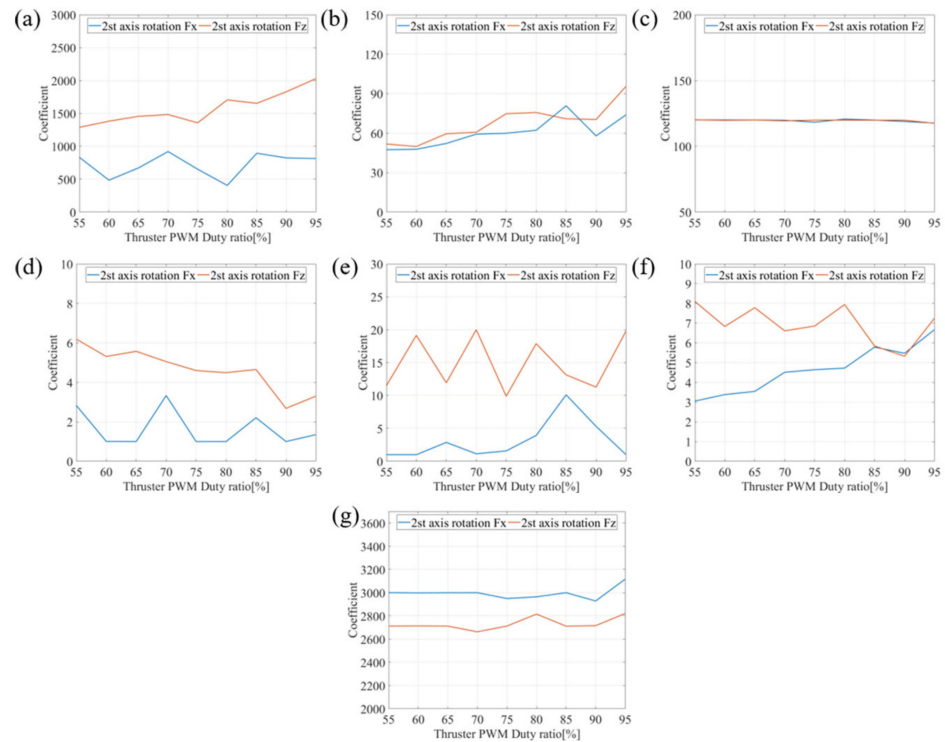 (a)
2st axis rotation Fx 2st axis rotation Fz
3000
2500
2000
1500
1000
500
0
Coefficient
55 60 65 70 75 80 85 90 95
Thruster PWM Duty ratio[%]
(b)
2st axis rotation Fx 2st axis rotation Fz
150
120
90
60
30
0
Coefficient
55 60 65 70 75 80 85 90 95
Thruster PWM Duty ratio[%]
(c)
2st axis rotation Fx 2st axis rotation Fz
200
150
100
50
Coefficient
55 60 65 70 75 80 85 90 95
Thruster PWM Duty ratio[%]
(d)
2st axis rotation Fx 2st axis rotation Fz
10
8
6
4
2
0
Coefficient
55 60 65 70 75 80 85 90 95
Thruster PWM Duty ratio[%]
(e)
2st axis rotation Fx 2st axis rotation Fz
30
25
20
15
10
5
0
Coefficient
55 60 65 70 75 80 85 90 95
Thruster PWM Duty ratio[%]
(f)
2st axis rotation Fx 2st axis rotation Fz
10
9
8
7
6
5
4
3
2
1
0
Coefficient
55 60 65 70 75 80 85 90 95
Thruster PWM Duty ratio[%]
(g)
2st axis rotation Fx 2st axis rotation Fz
3600
3400
3200
3000
2800
2600
2400
2200
2000
Coefficient
55 60 65 70 75 80 85 90 95
Thruster PWM Duty ratio[%]